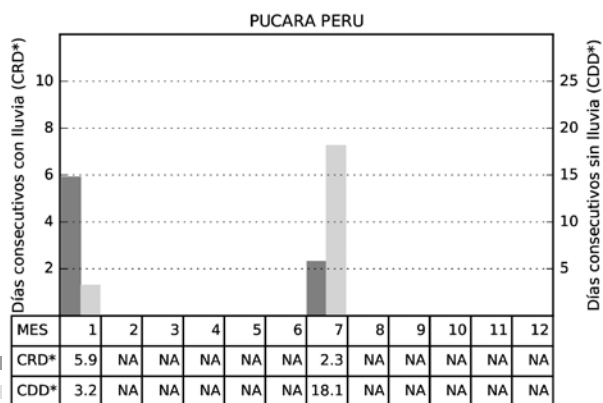 PUCARA PERU
Días consecutivos con lluvia (CRD*)
10
8
6
4
2
25
20
15
10
5
Días consecutivos sin lluvia (CDD*)
MES 1 2 3 4 5 6 7 8 9 10 11 12
CRD* 5.9 NA NA NA NA NA 2.3 NA NA NA NA NA
CDD* 3.2 NA NA NA NA NA 18.1 NA NA NA NA NA